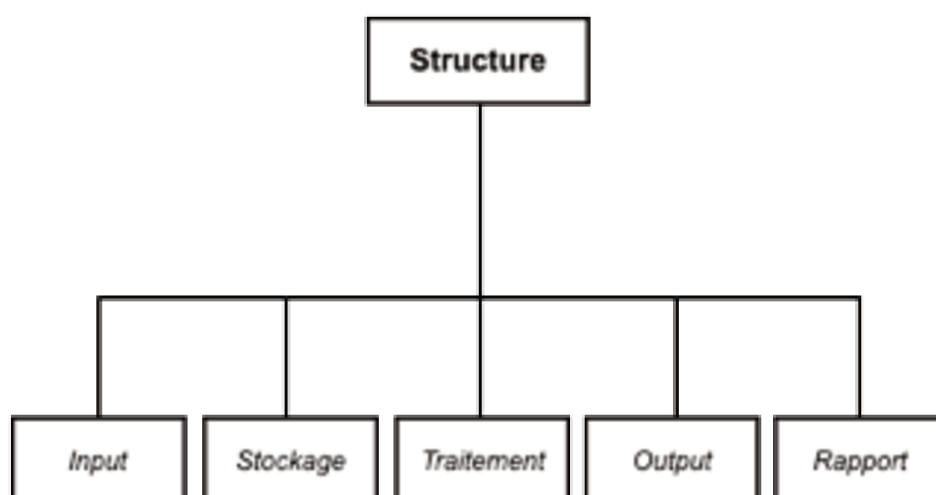 Structure
Input
Stockage
Traitement
Output
Rapport